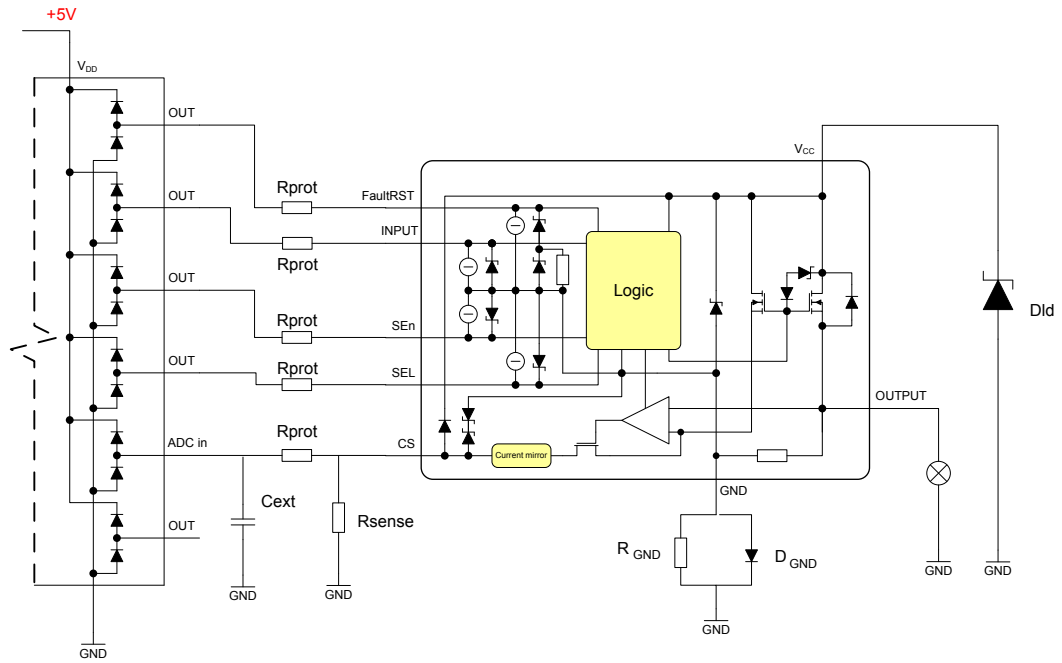 +5V
VDD
OUT
OUT
OUT
OUT
ADC in
OUT
Rprot
Rprot
Rprot
Rprot
Rprot
FaultRST
INPUT
SEn
SEL
CS
VCC
Logic
Current mirror
OUTPUT
GND
Dld
Cext
Rsense
R GND
D GND
GND
GND
GND
GND
GND
GND